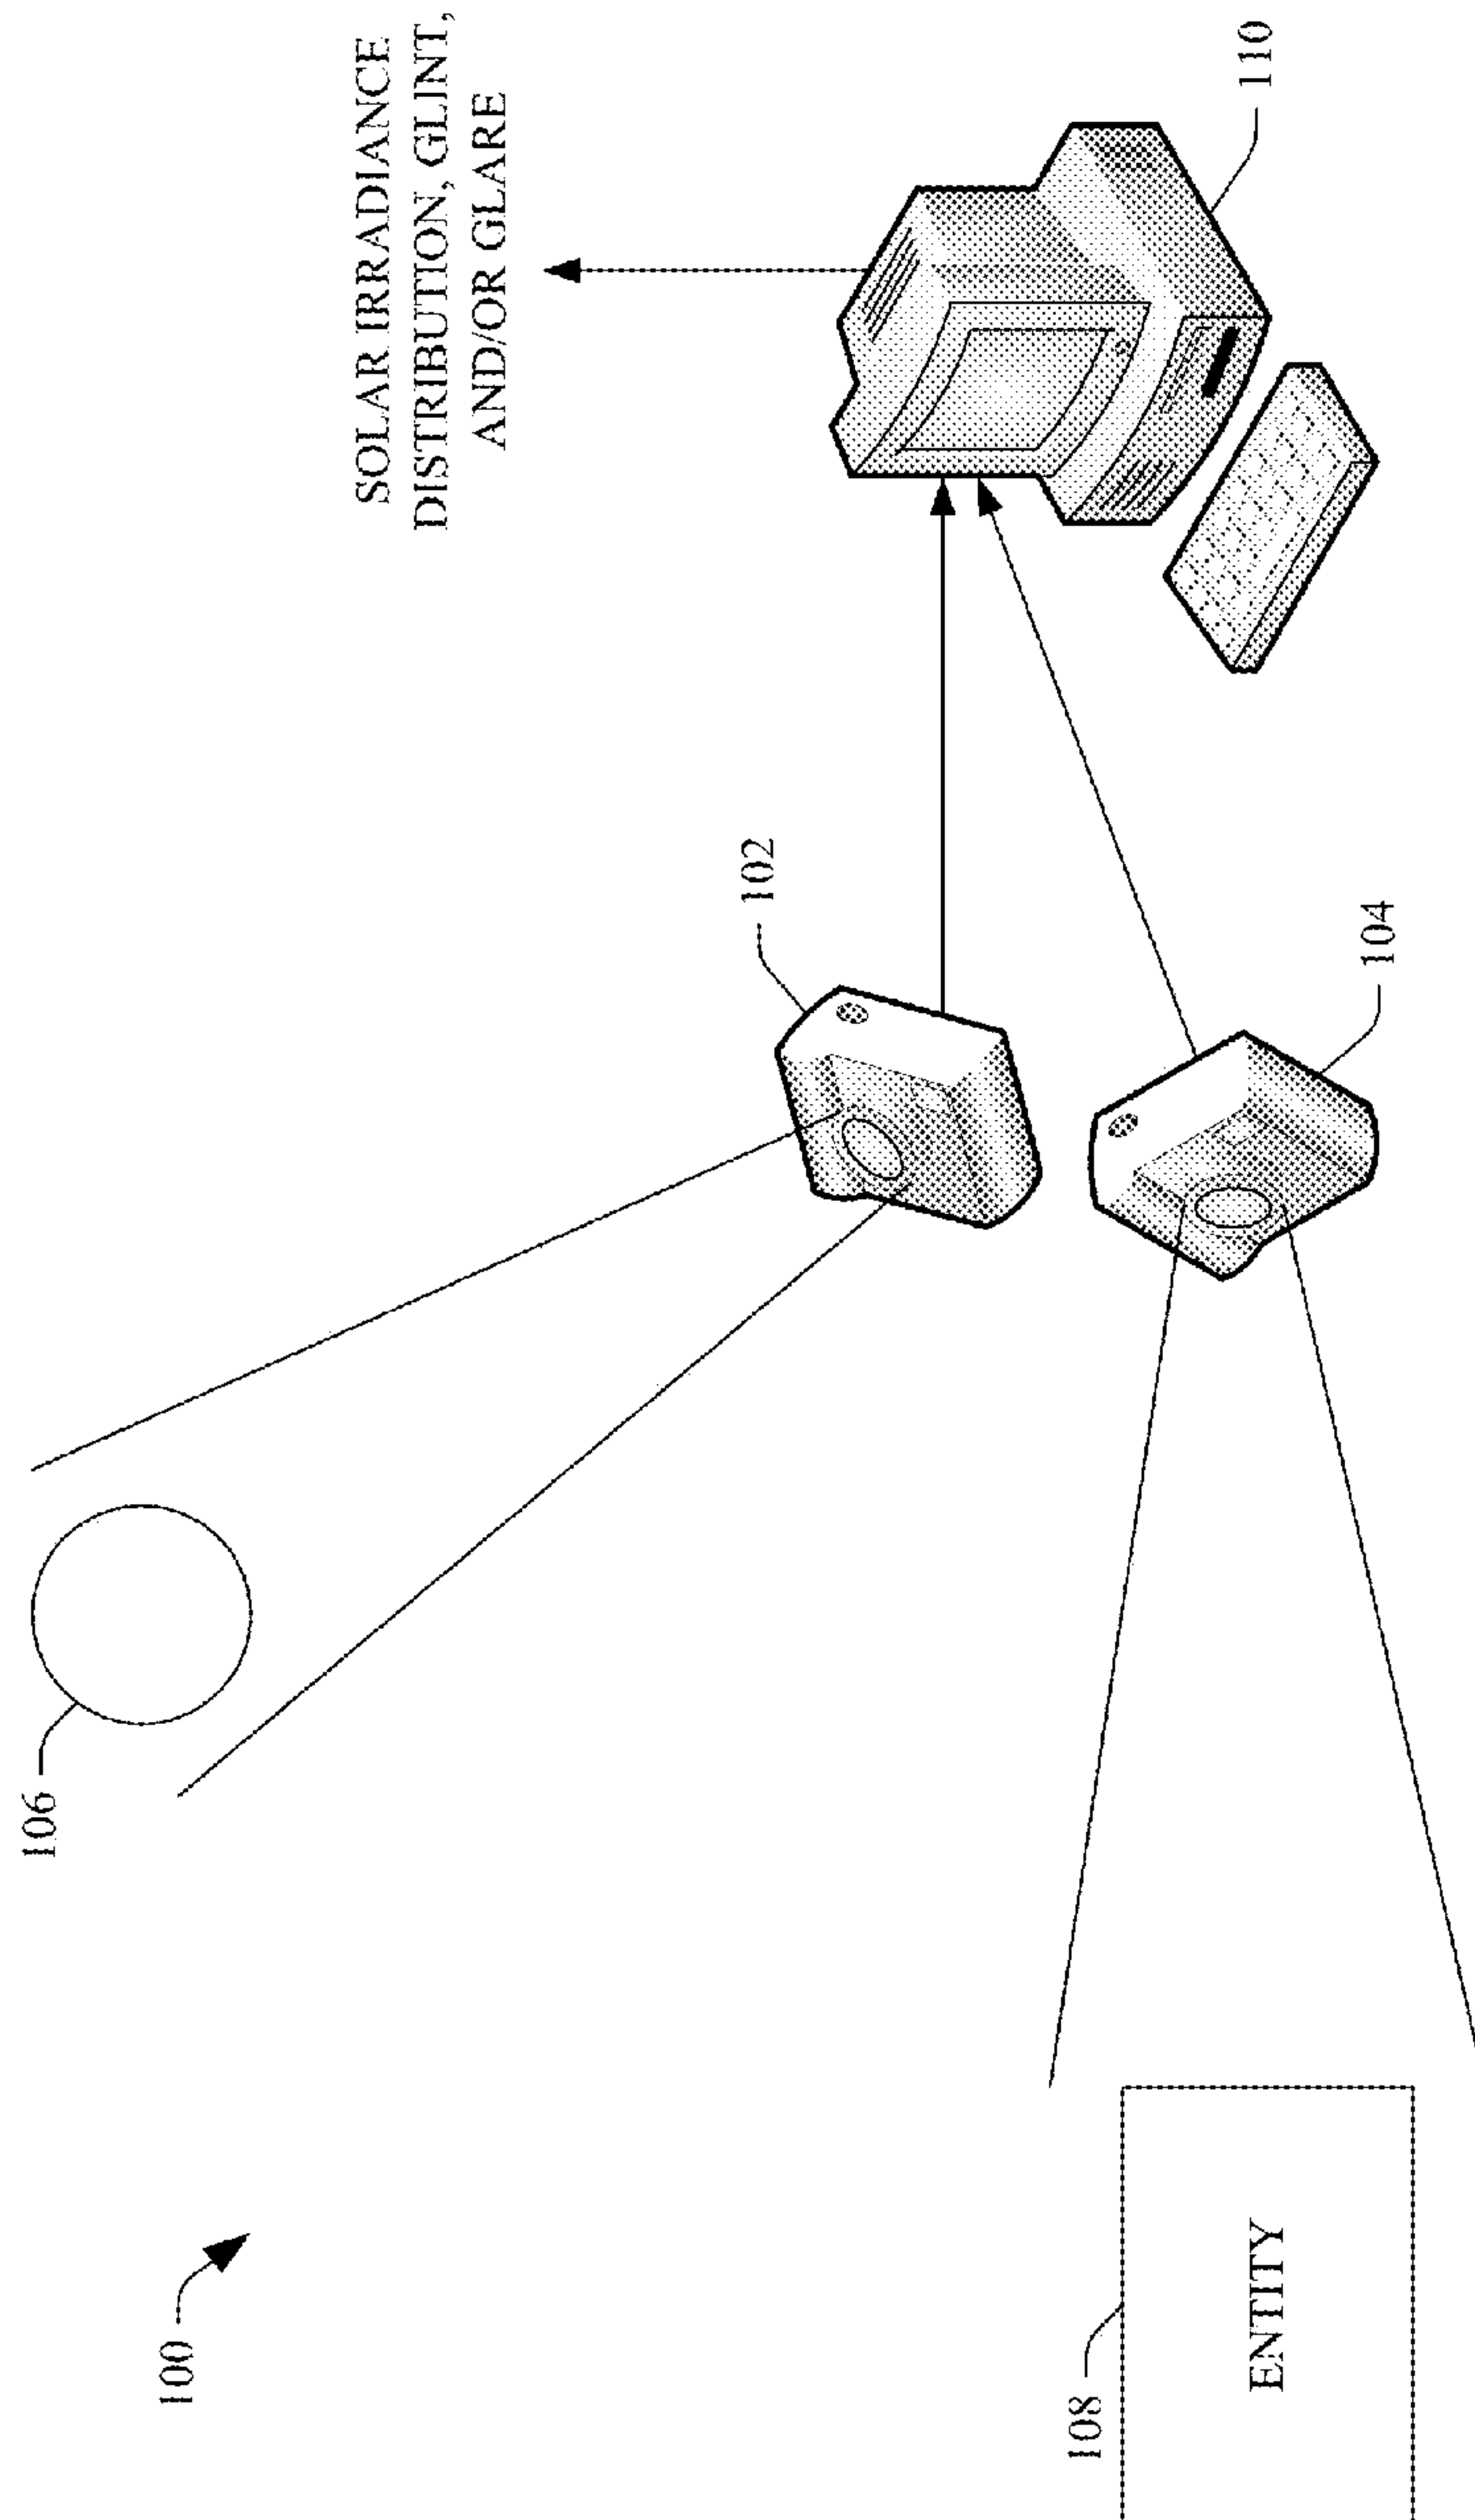 100
106
102
SOLAR IRRADIANCE
DISTRIBUTION, GLINT,
AND/OR GLARE
108
ENTITY
104
110